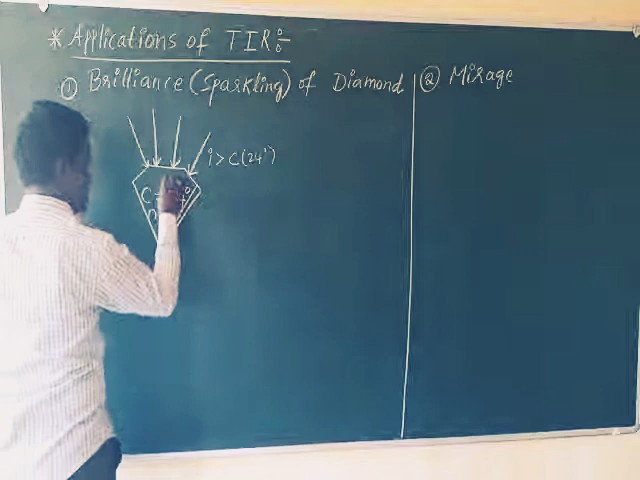 * Applications of TIR:-
① Brilliance (Sparkling) of Diamond
i > C (24°)
C
② Mirage